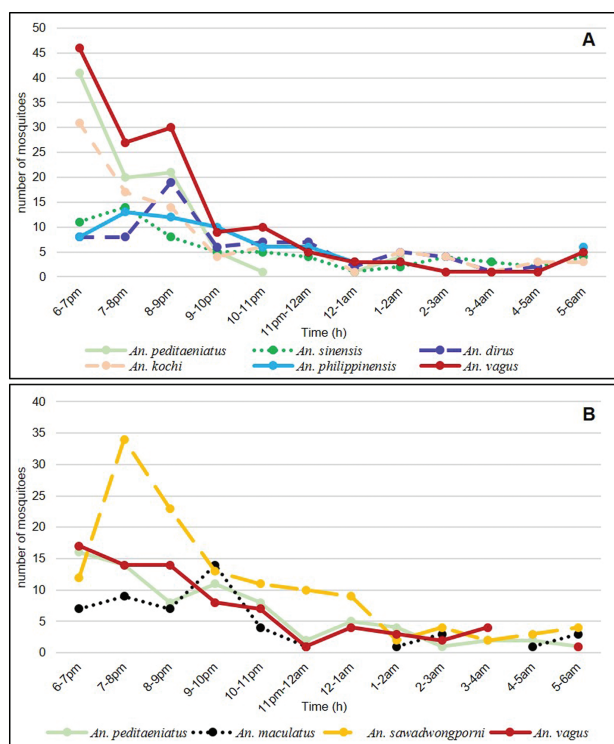 A
number of mosquitoes
50
45
40
35
30
25
20
15
10
5
0
6-7pm
7-8pm
8-9pm
9-10pm
10-11pm
11pm-12am
12-1am
1-2am
2-3am
3-4am
4-5am
5-6am
Time (h)
An. peditaeniatus An. sinensis An. dirus
An. kochi An. philippinensis An. vagus
B
number of mosquitoes
40
35
30
25
20
15
10
5
0
6-7pm
7-8pm
8-9pm
9-10pm
10-11pm
11pm-12am
12-1am
1-2am
2-3am
3-4am
4-5am
5-6am
Time (h)
An. peditaeniatus An. maculatus An. sawadwongporni An. vagus